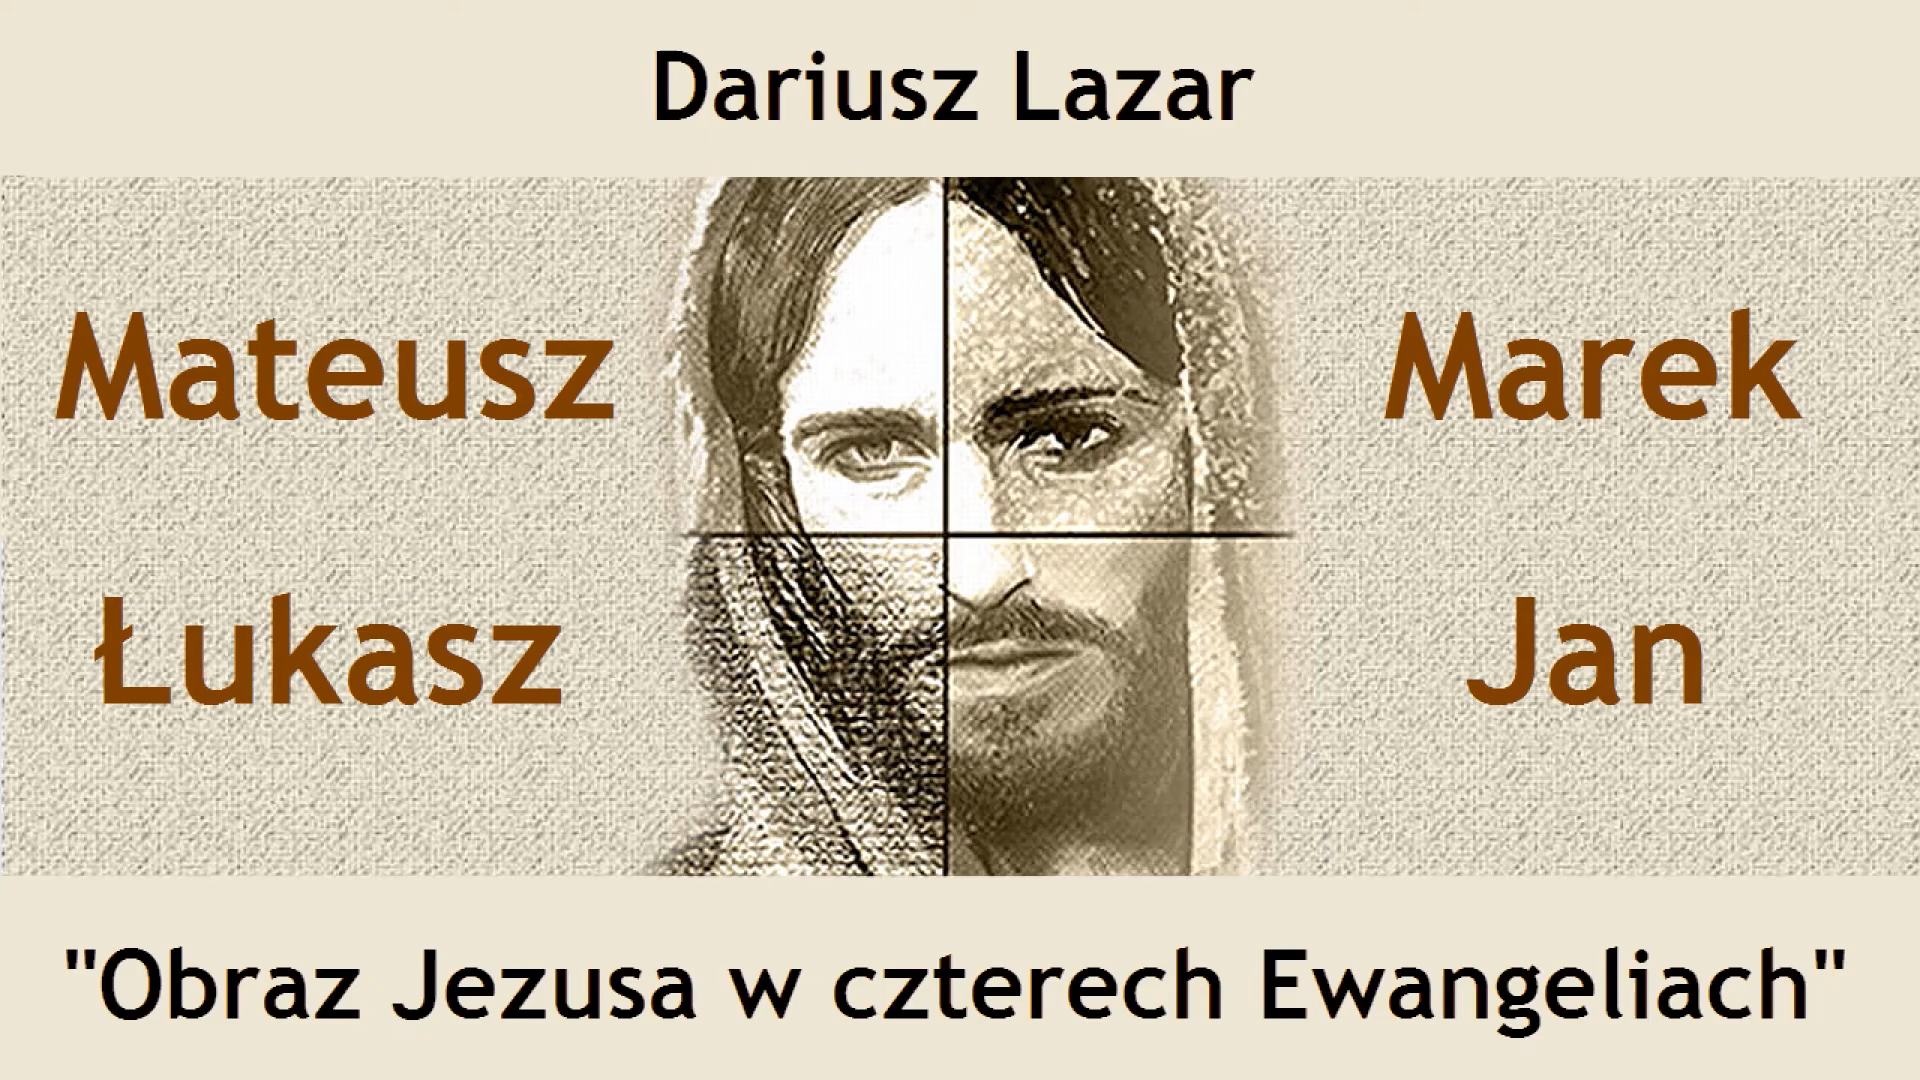 Dariusz Lazar
Mateusz
Marek
Łukasz
Jan
"Obraz Jezusa w czterech Ewangeliach"